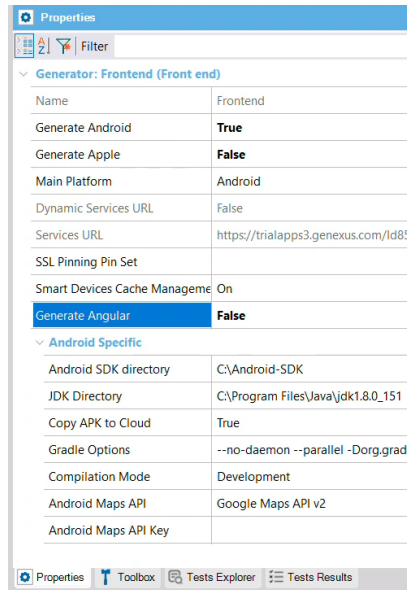 Properties
Filter
Generator: Frontend (Front end)
Name Frontend
Generate Android True
Generate Apple False
Main Platform Android
Dynamic Services URL False
Services URL https://trialapps3.genexus.com/Id85
SSL Pinning Pin Set
Smart Devices Cache Manageme On
Generate Angular False
Android Specific
Android SDK directory C:\Android-SDK
JDK Directory C:\Program Files\Java\jdk1.8.0_151
Copy APK to Cloud True
Gradle Options --no-daemon --parallel -Dorg.grad
Compilation Mode Development
Android Maps API Google Maps API v2
Android Maps API Key
Properties Toolbox Tests Explorer Tests Results